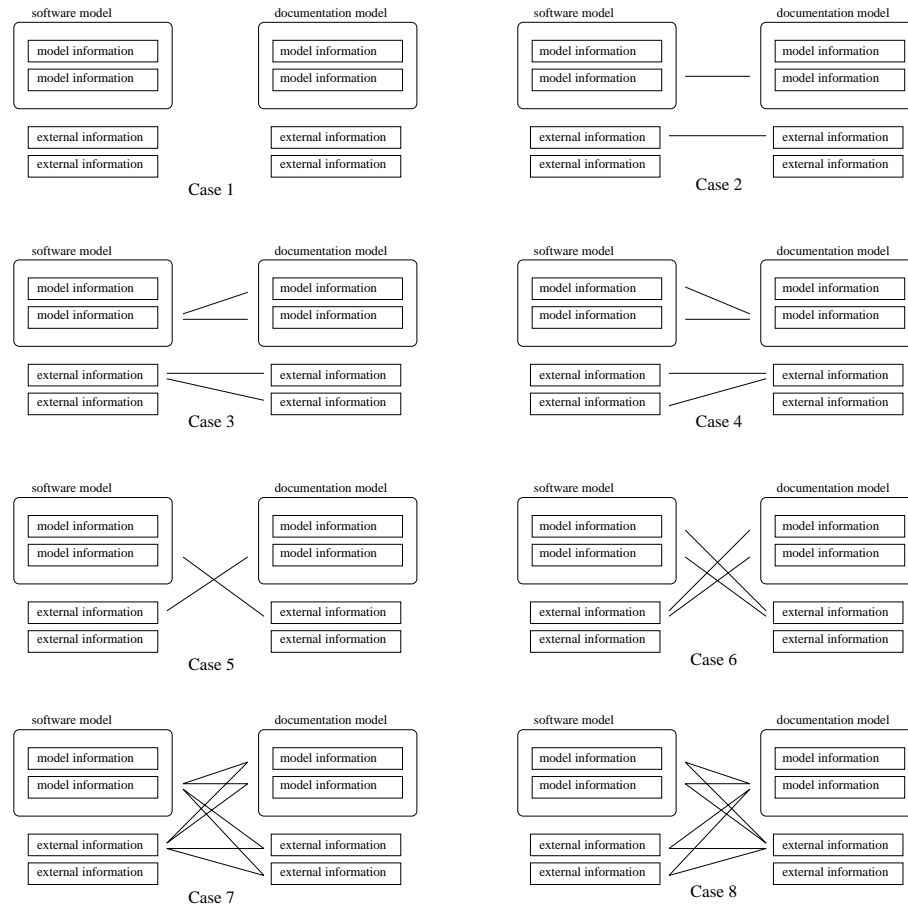 software model
documentation model
model information
model information
model information
model information
external information
external information
external information
external information
Case 1
software model
documentation model
model information
model information
model information
model information
external information
external information
external information
external information
Case 2
software model
documentation model
model information
model information
model information
model information
external information
external information
external information
external information
Case 3
software model
documentation model
model information
model information
model information
model information
external information
external information
external information
external information
Case 4
software model
documentation model
model information
model information
model information
model information
external information
external information
external information
external information
Case 5
software model
documentation model
model information
model information
model information
model information
external information
external information
external information
external information
Case 6
software model
documentation model
model information
model information
model information
model information
external information
external information
external information
external information
Case 7
software model
documentation model
model information
model information
model information
model information
external information
external information
external information
external information
Case 8